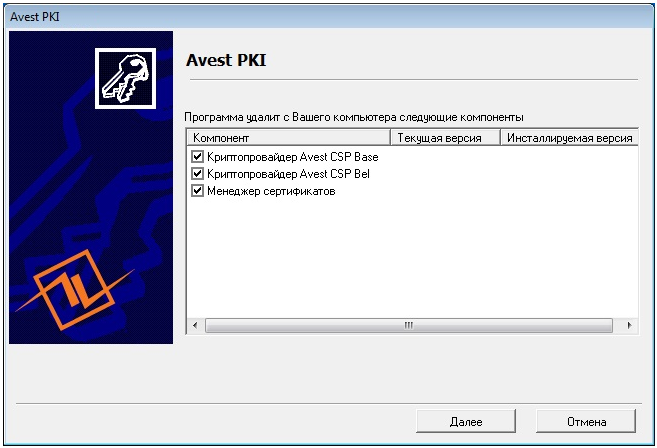 Avest PKI
Avest PKI
Программа удалит с Вашего компьютера следующие компоненты
Компонент Текущая версия Инсталлируемая версия
Криптопровайдер Avest CSP Base
Криптопровайдер Avest CSP Bel
Менеджер сертификатов
Далее Отмена